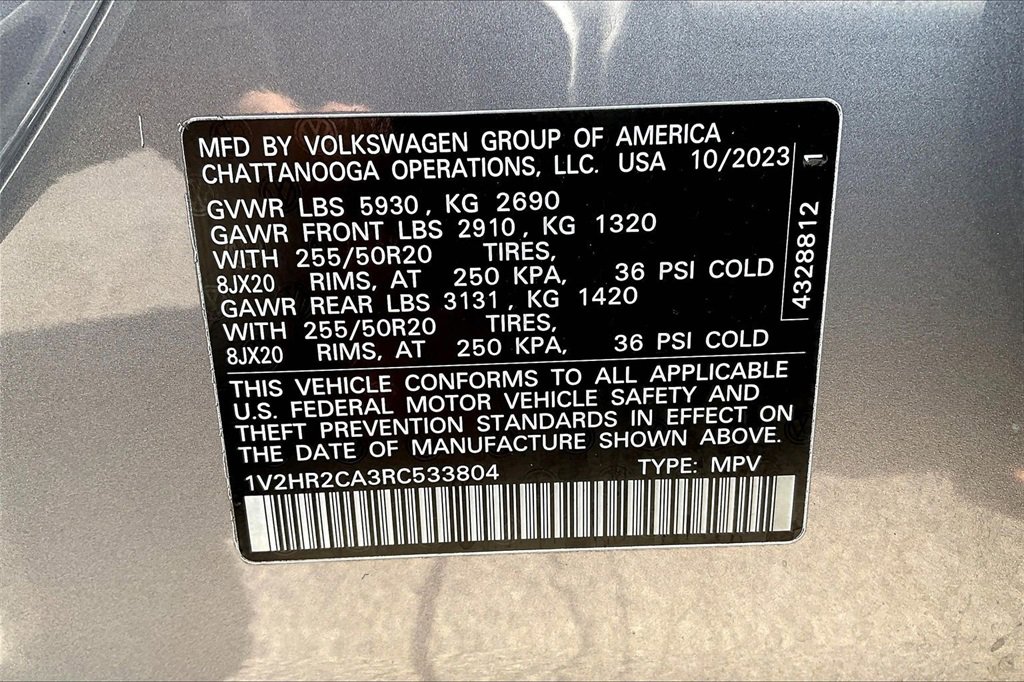 MFD BY VOLKSWAGEN GROUP OF AMERICA
CHATTANOOGA OPERATIONS, LLC. USA 10/2023
GVWR LBS 5930, KG 2690
GAWR FRONT LBS 2910, KG 1320
WITH 255/50R20 TIRES,
8JX20 RIMS, AT 250 KPA, 36 PSI COLD
GAWR REAR LBS 3131, KG 1420
WITH 255/50R20 TIRES,
8JX20 RIMS, AT 250 KPA, 36 PSI COLD
4328812 1
THIS VEHICLE CONFORMS TO ALL APPLICABLE
U.S. FEDERAL MOTOR VEHICLE SAFETY AND
THEFT PREVENTION STANDARDS IN EFFECT ON
THE DATE OF MANUFACTURE SHOWN ABOVE.
1V2HR2CA3RC533804 TYPE: MPV